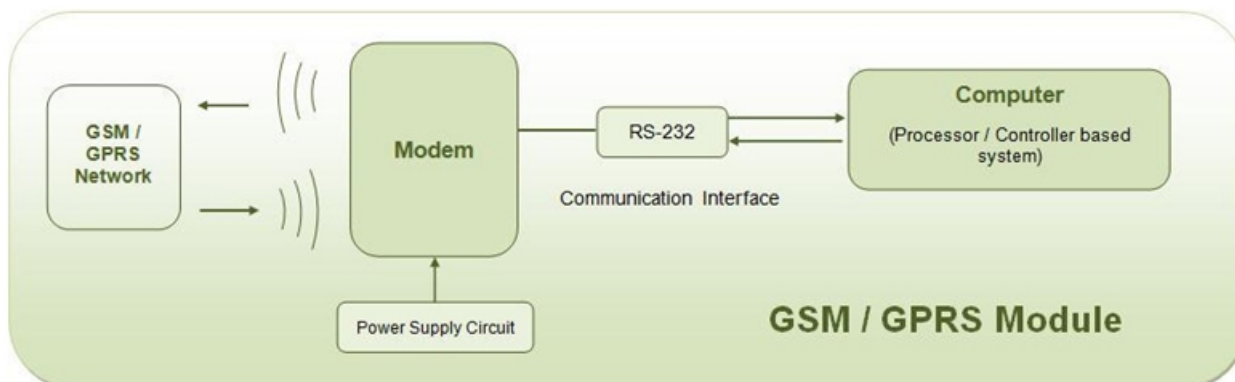 GSM /
GPRS
Network
Modem
RS-232
Communication Interface
Computer
(Processor / Controller based
system)
Power Supply Circuit
GSM / GPRS Module